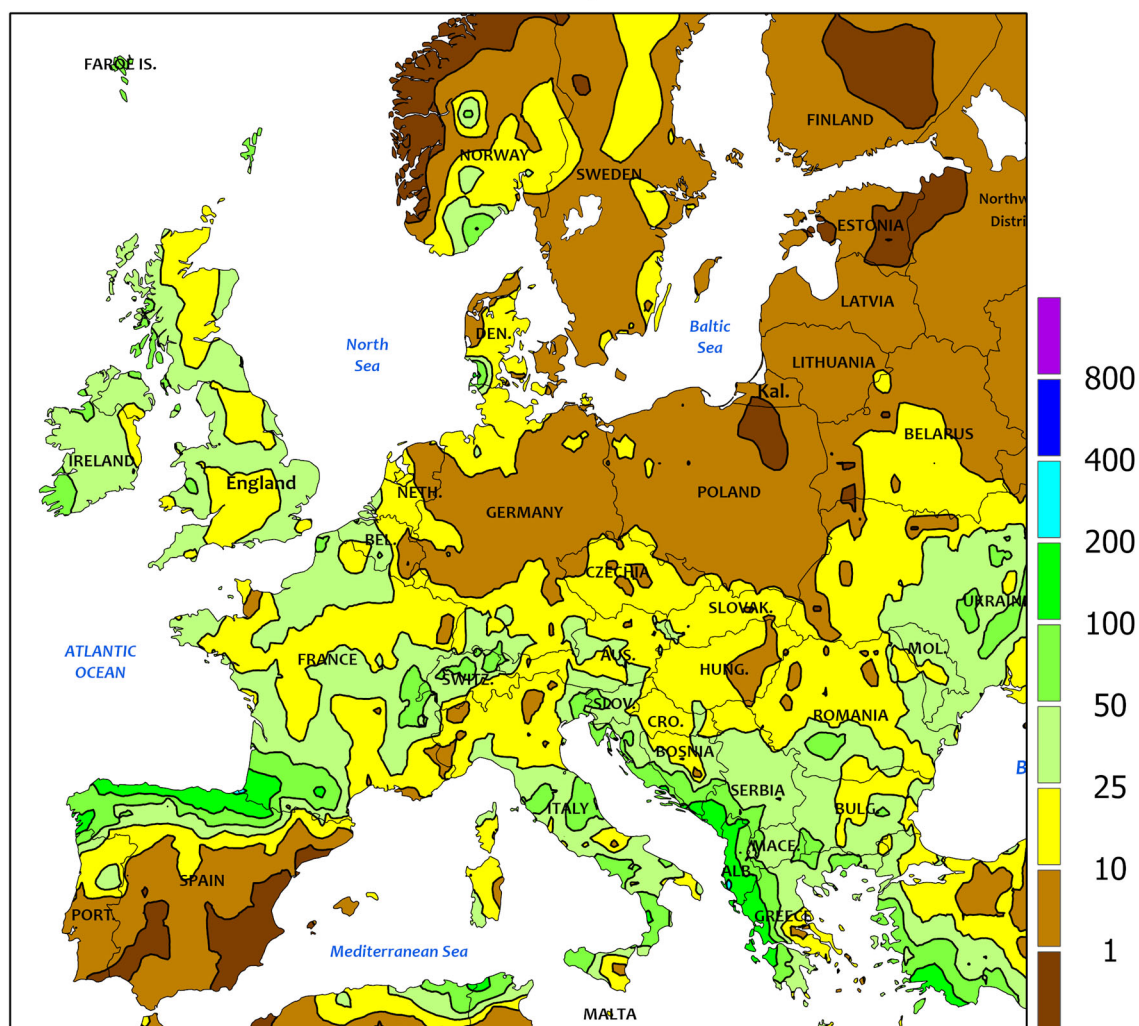 FAROE IS.
FINLAND
NORWAY
SWEDEN
Northw
Distri
ESTONIA
LATVIA
North
Sea
DEN.
Baltic
Sea
LITHUANIA
Kal.
BELARUS
IRELAND
England
NETH.
GERMANY
POLAND
BEL.
CZECHIA
UKRAIN
SLOVAK.
ATLANTIC
OCEAN
FRANCE
SWITZ.
AUS.
HUNG.
MOL.
SLOV.
CRO.
ROMANIA
BOSNIA
B
SERBIA
ITALY
BULG.
MACE.
SPAIN
ALB.
PORT.
GREECE
Mediterranean Sea
MALTA
800
400
200
100
50
25
10
1